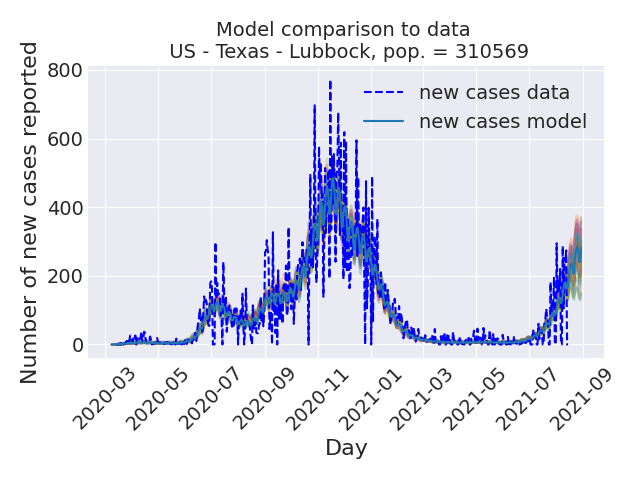 Model comparison to data
US - Texas - Lubbock, pop. = 310569
Number of new cases reported
800
600
400
200
0
new cases data
new cases model
2020-03
2020-05
2020-07
2020-09
2020-11
2021-01
2021-03
2021-05
2021-07
2021-09
Day